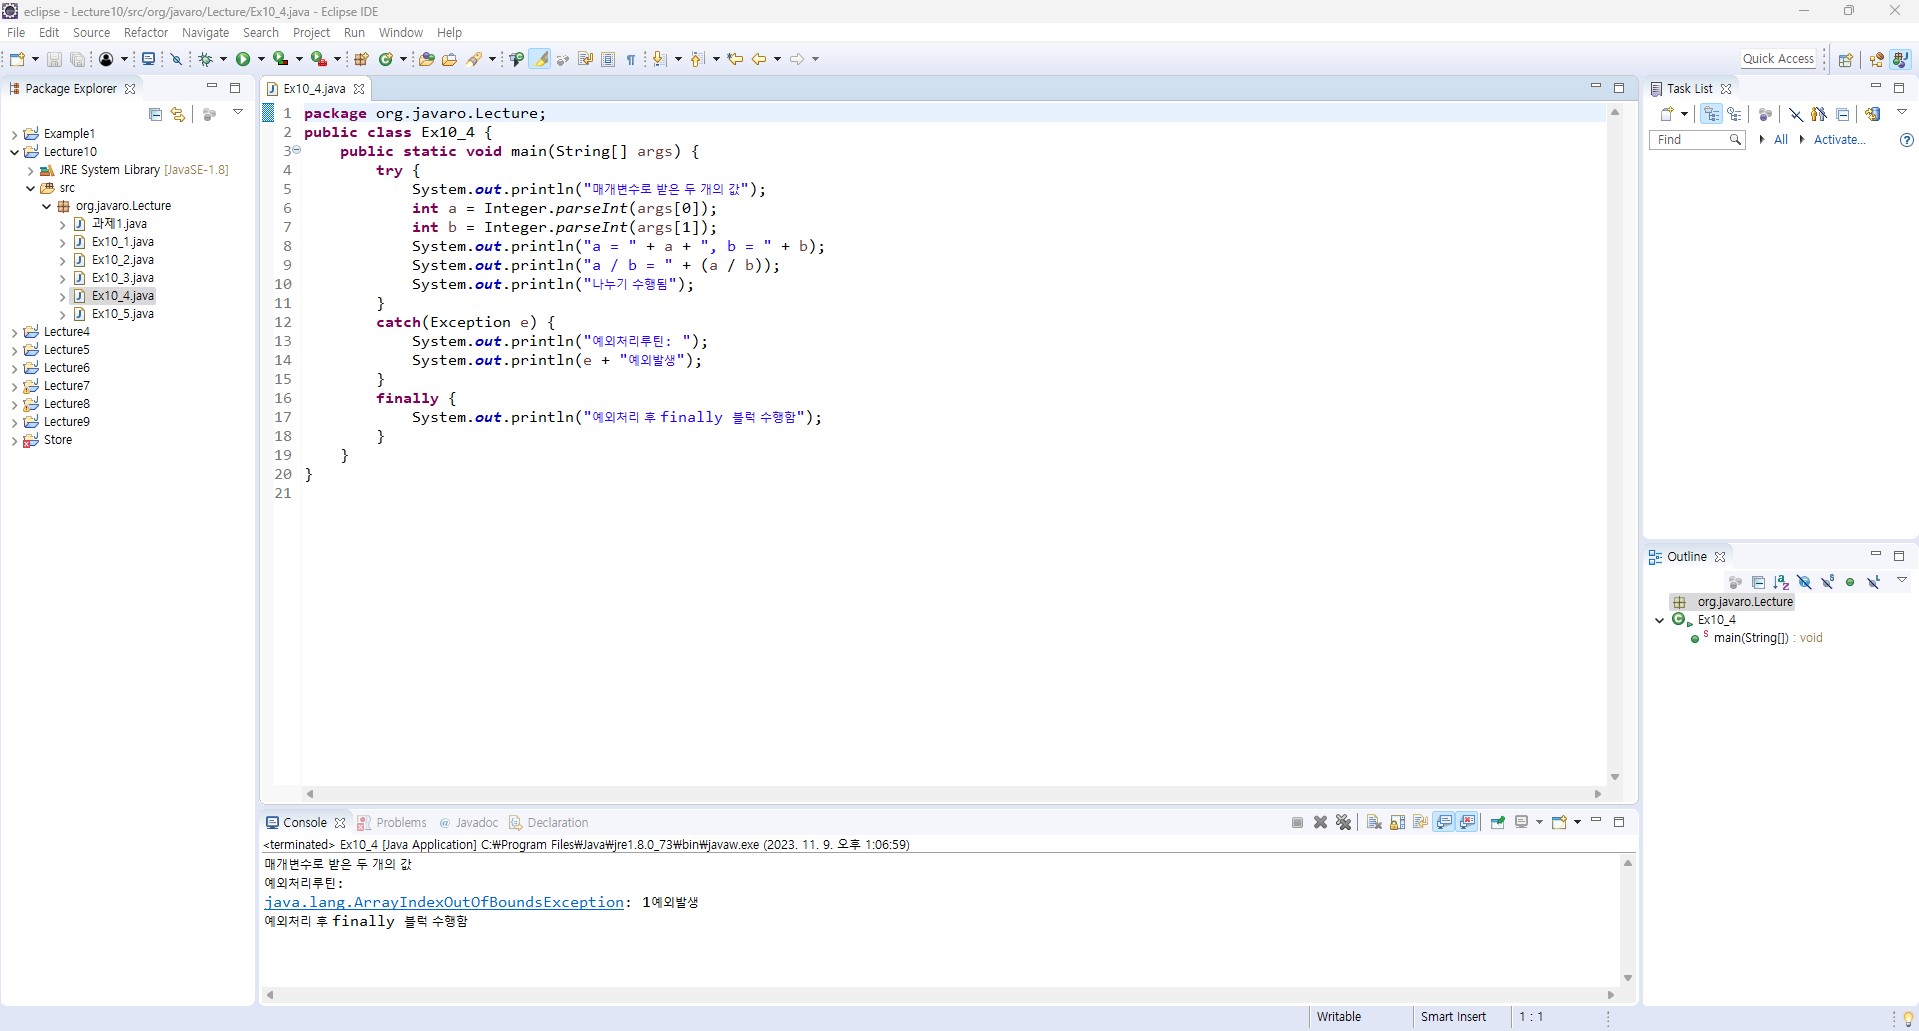 eclipse - Lecture10/src/org/javaro/Lecture/Ex10_4.java - Eclipse IDE
File Edit Source Refactor Navigate Search Project Run Window Help
Quick Access
Package Explorer
Example1
Lecture10
JRE System Library [JavaSE-1.8]
src
org.javaro.Lecture
과제1.java
Ex10_1.java
Ex10_2.java
Ex10_3.java
Ex10_4.java
Ex10_5.java
Lecture4
Lecture5
Lecture6
Lecture7
Lecture8
Lecture9
Store
Ex10_4.java
1 package org.javaro.Lecture;
2 public class Ex10_4 {
3     public static void main(String[] args) {
4         try {
5             System.out.println("매개변수로 받은 두 개의 값");
6             int a = Integer.parseInt(args[0]);
7             int b = Integer.parseInt(args[1]);
8             System.out.println("a = " + a + ", b = " + b);
9             System.out.println("a / b = " + (a / b));
10             System.out.println("나누기 수행됨");
11         }
12         catch(Exception e) {
13             System.out.println("예외처리루틴: ");
14             System.out.println(e + "예외발생");
15         }
16         finally {
17             System.out.println("예외처리 후 finally 블럭 수행함");
18         }
19     }
20 }
21
Console Problems @ Javadoc Declaration
<terminated> Ex10_4 [Java Application] C:₩Program Files₩Java₩jre1.8.0_73₩bin₩javaw.exe (2023. 11. 9. 오후 1:06:59)
매개변수로 받은 두 개의 값
예외처리루틴:
java.lang.ArrayIndexOutOfBoundsException: 1예외발생
예외처리 후 finally 블럭 수행함
Task List
Find All Activate...
Outline
org.javaro.Lecture
Ex10_4
main(String[]) : void
Writable Smart Insert 1 : 1